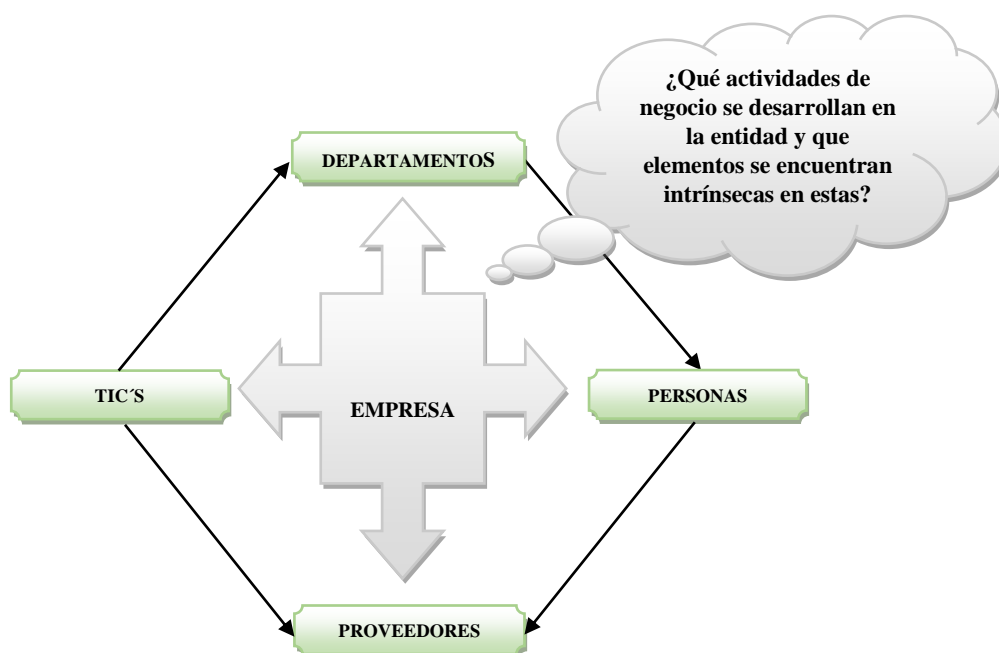 ¿Qué actividades de
negocio se desarrollan en
la entidad y que
elementos se encuentran
intrínsecas en estas?
DEPARTAMENTOS
TIC´S
EMPRESA
PERSONAS
PROVEEDORES